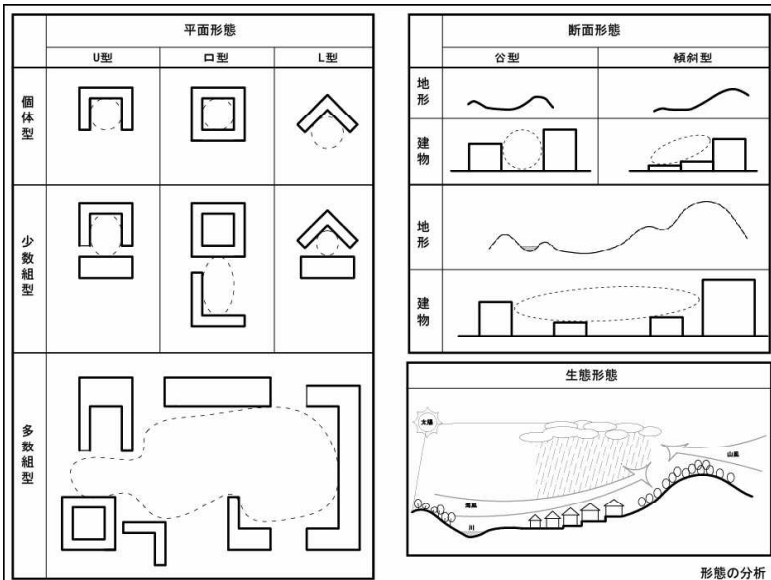 平面形態
U型 ロ型 L型
個体型
少数組型
多数組型
断面形態
公型 傾斜型
地形
建物
地形
建物
生態形態
太陽
山風
海風
川
形態の分析